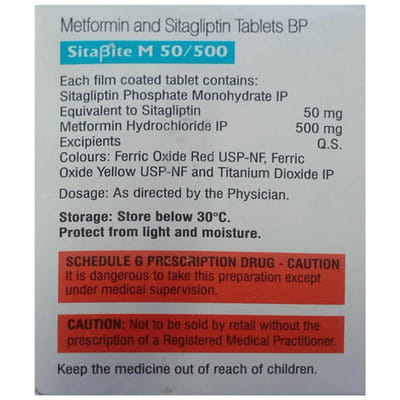 Metformin and Sitagliptin Tablets BP
Sitaβite M 50/500
Each film coated tablet contains:
Sitagliptin Phosphate Monohydrate IP
Equivalent to Sitagliptin 50 mg
Metformin Hydrochloride IP 500 mg
Excipients Q.S.
Colours: Ferric Oxide Red USP-NF, Ferric
Oxide Yellow USP-NF and Titanium Dioxide IP
Dosage: As directed by the Physician.
Storage: Store below 30°C.
Protect from light and moisture.
SCHEDULE G PRESCRIPTION DRUG - CAUTION
It is dangerous to take this preparation except
under medical supervision.
CAUTION: Not to be sold by retail without the
prescription of a Registered Medical Practitioner.
Keep the medicine out of reach of children.